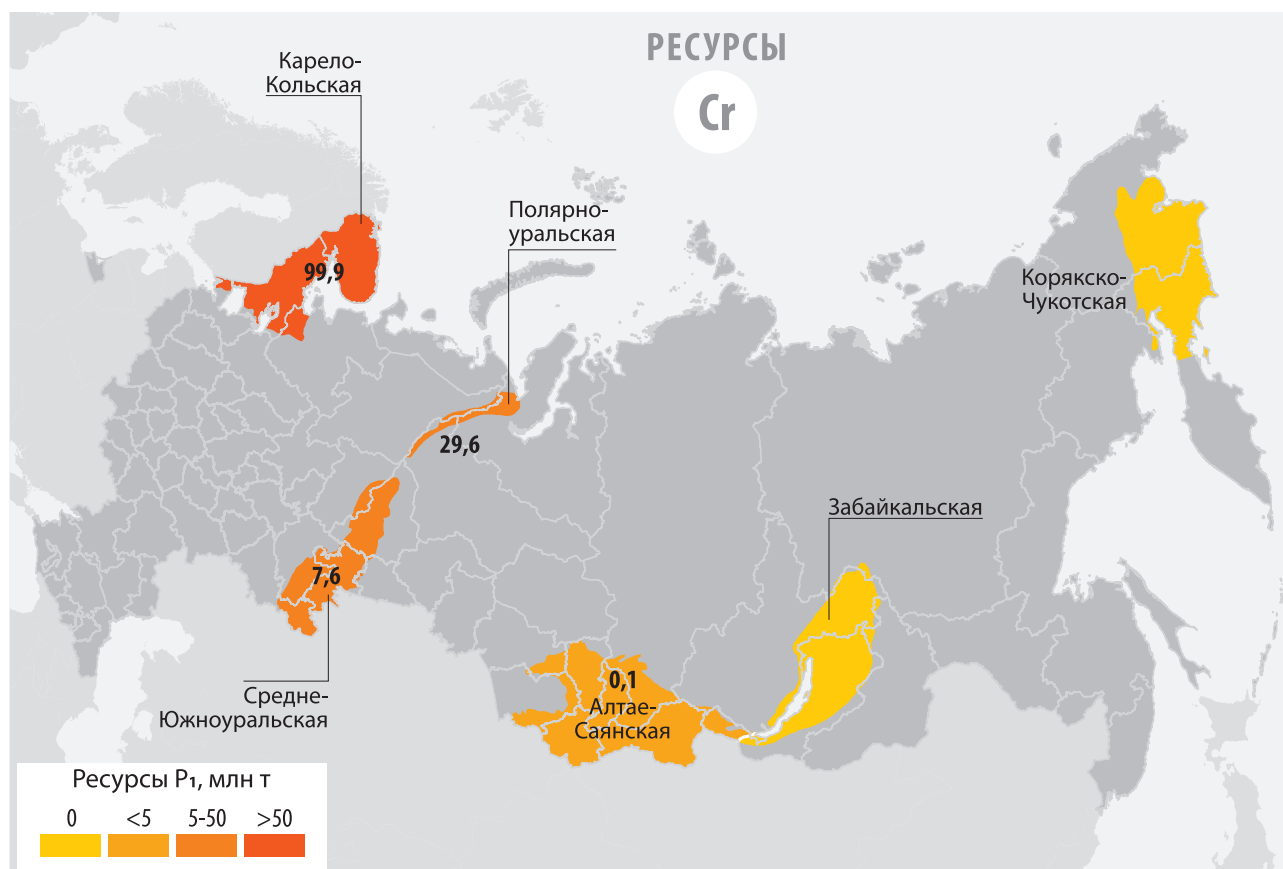 РЕСУРСЫ
Cr
Карело-
Кольская
99,9
Полярно-
уральская
29,6
Корякско-
Чукотская
Забайкальская
7,6
Средне-
Южноуральская
0,1
Алтае-
Саянская
Ресурсы P₁, млн т
0 <5 5-50 >50